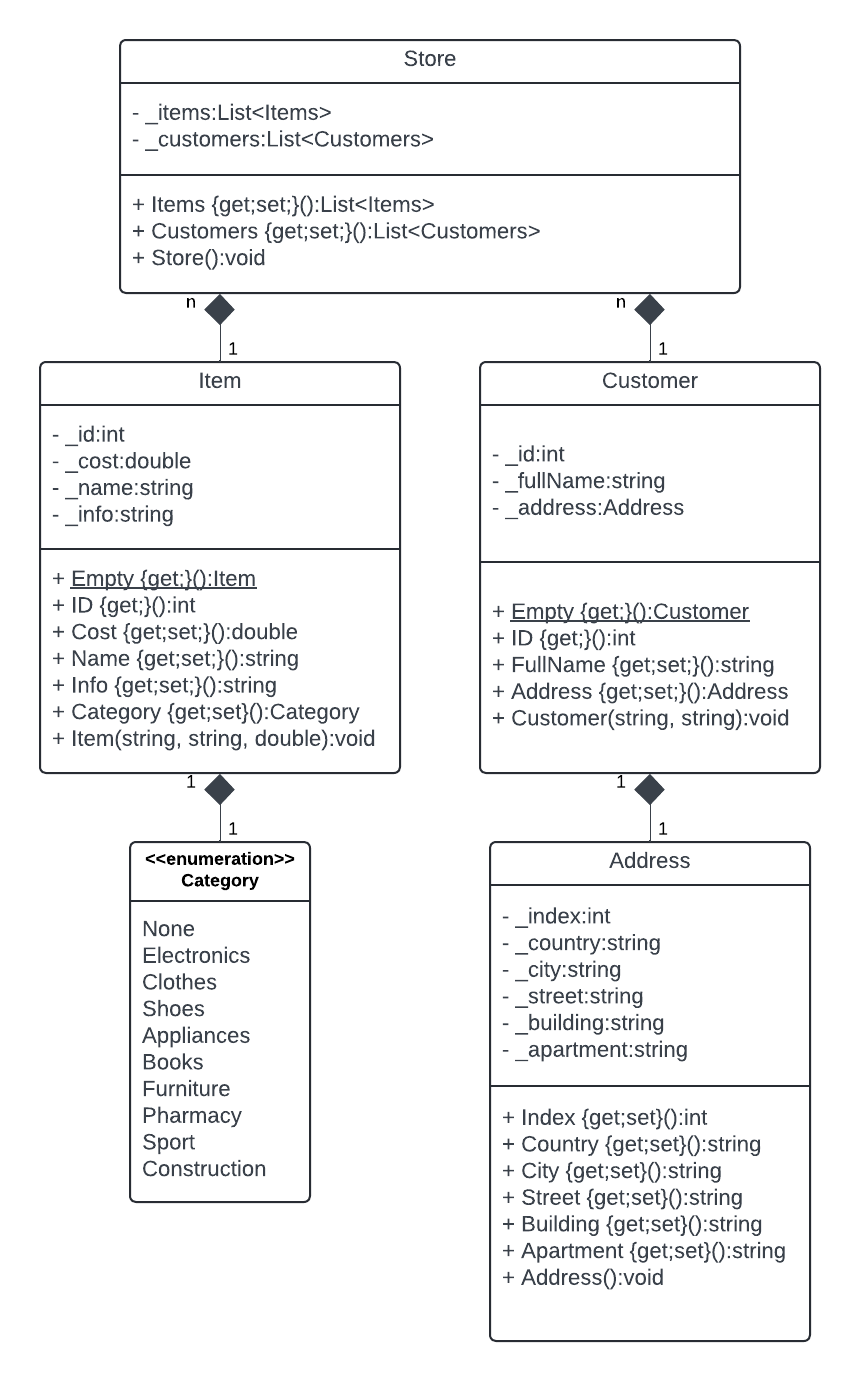 Store
- _items:List<Items>
- _customers:List<Customers>
+ Items {get;set;}():List<Items>
+ Customers {get;set;}():List<Customers>
+ Store():void
n
1
n
1
Item
- _id:int
- _cost:double
- _name:string
- _info:string
+ Empty {get;}():Item
+ ID {get;}():int
+ Cost {get;set;}():double
+ Name {get;set;}():string
+ Info {get;set;}():string
+ Category {get;set}():Category
+ Item(string, string, double):void
Customer
- _id:int
- _fullName:string
- _address:Address
+ Empty {get;}():Customer
+ ID {get;}():int
+ FullName {get;set;}():string
+ Address {get;set;}():Address
+ Customer(string, string):void
1
1
1
1
<<enumeration>>
Category
None
Electronics
Clothes
Shoes
Appliances
Books
Furniture
Pharmacy
Sport
Construction
Address
- _index:int
- _country:string
- _city:string
- _street:string
- _building:string
- _apartment:string
+ Index {get;set}():int
+ Country {get;set}():string
+ City {get;set}():string
+ Street {get;set}():string
+ Building {get;set}():string
+ Apartment {get;set}():string
+ Address():void